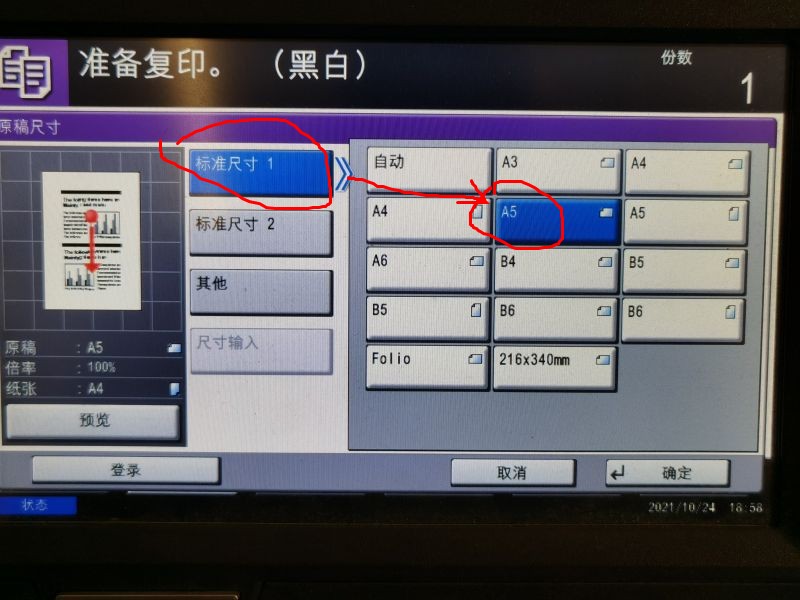 准备复印。 (黑白)
份数
1
原稿尺寸
标准尺寸 1
标准尺寸 2
其他
尺寸输入
自动
A3
A4
A4
A5
A5
A6
B4
B5
B5
B6
B6
Folio
216x340mm
原稿 : A5
倍率 : 100%
纸张 : A4
预览
登录
取消
确定
状态
2021/10/24 18:58